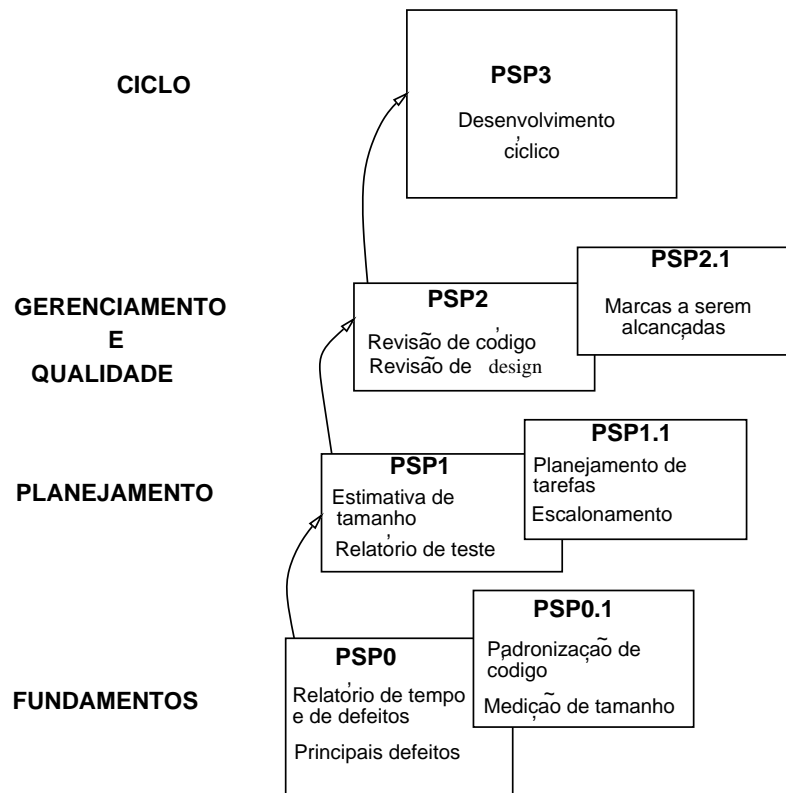 CICLO
PSP3
Desenvolvimento
cíclico
PSP2.1
Marcas a serem
alcançadas
GERENCIAMENTO
E
QUALIDADE
PSP2
Revisão de código
Revisão de design
PSP1.1
Planejamento de
tarefas
Escalonamento
PLANEJAMENTO
PSP1
Estimativa de
tamanho
Relatório de teste
PSP0.1
Padronização de
código
Medição de tamanho
FUNDAMENTOS
PSP0
Relatório de tempo
e de defeitos
Principais defeitos